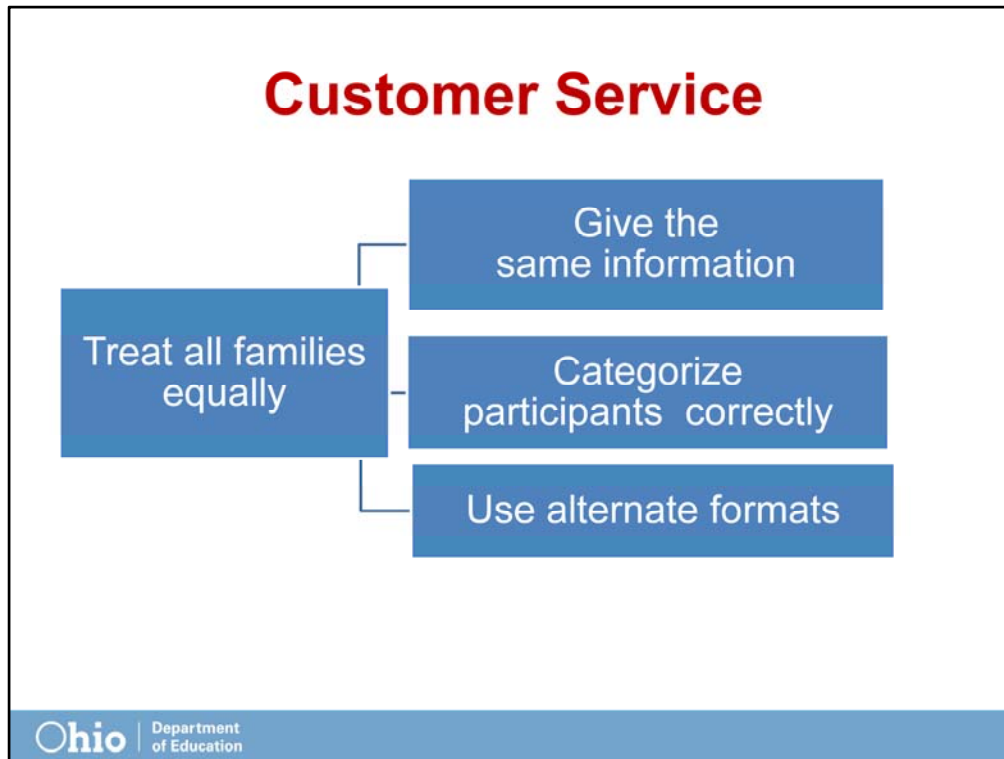 Customer Service
Give the
same information
Treat all families
equally
Categorize
participants correctly
Use alternate formats
Ohio
Department
of Education